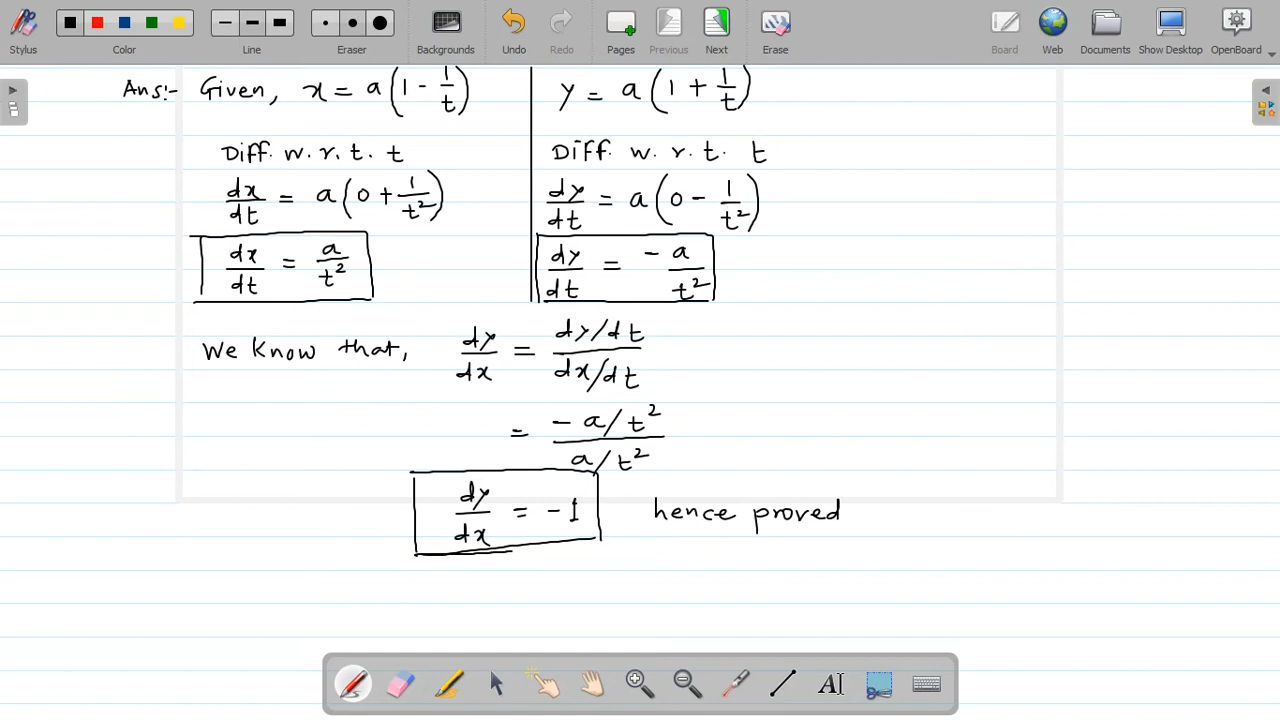 Stylus Color Line Eraser Backgrounds Undo Redo Pages Previous Next Erase Board Web Documents Show Desktop OpenBoard
Ans:- Given, x = a(1 - 1/t)
Diff. w. r. t. t
dx/dt = a(0 + 1/t²)
dx/dt = a/t²
y = a(1 + 1/t)
Diff w. r. t. t
dy/dt = a(0 - 1/t²)
dy/dt = -a/t²
We know that, dy/dx = (dy/dt)/(dx/dt)
= (-a/t²)/(a/t²)
dy/dx = -1 hence proved